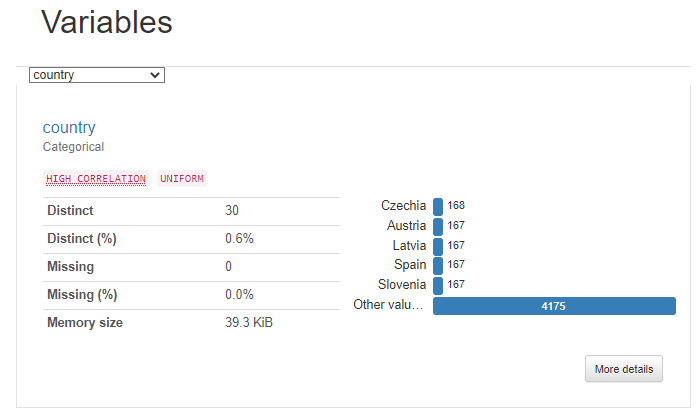 Variables
country
country
Categorical
HIGH CORRELATION UNIFORM
Distinct 30
Distinct (%) 0.6%
Missing 0
Missing (%) 0.0%
Memory size 39.3 KiB
Czechia 168
Austria 167
Latvia 167
Spain 167
Slovenia 167
Other valu… 4175
More details